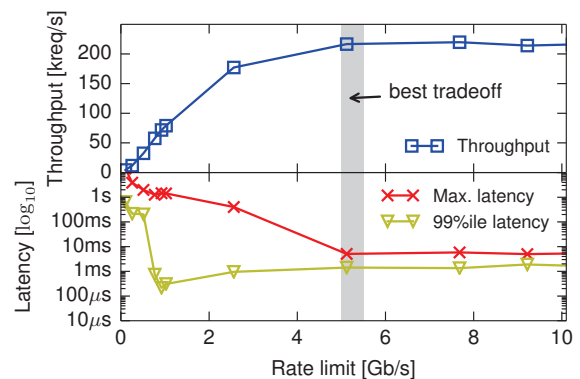 Throughput [kreq/s]
200
150
100
50
0
best tradeoff
Throughput
Latency [log10]
1s
100ms
10ms
1ms
100μs
10μs
Max. latency
99%ile latency
0 2 4 6 8 10
Rate limit [Gb/s]